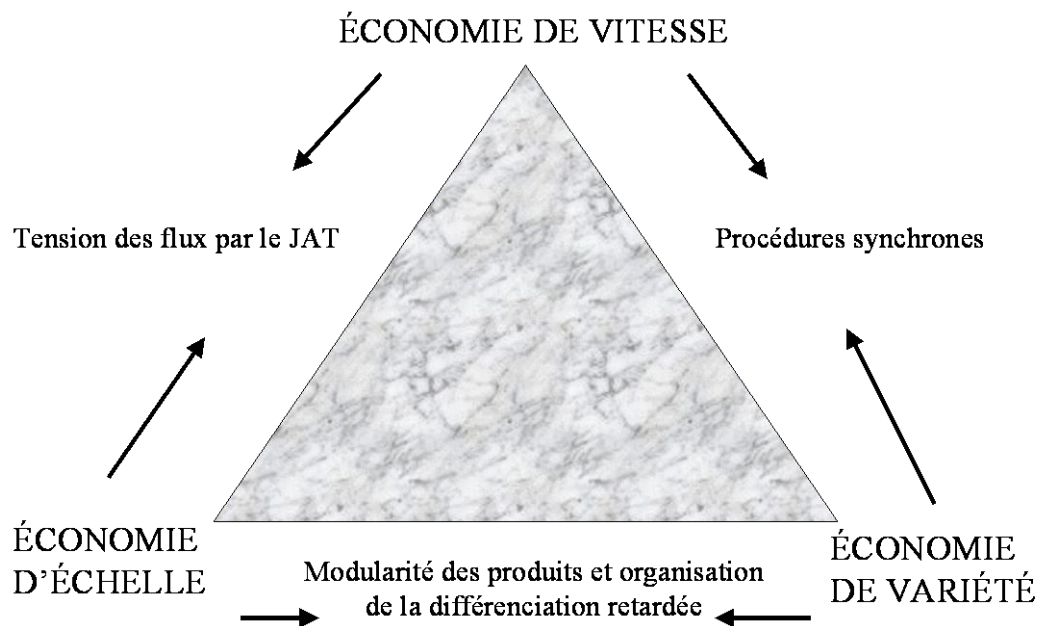 ÉCONOMIE DE VITESSE
Tension des flux par le JAT
Procédures synchrones
ÉCONOMIE
D’ÉCHELLE
Modularité des produits et organisation
de la différenciation retardée
ÉCONOMIE
DE VARIÉTÉ